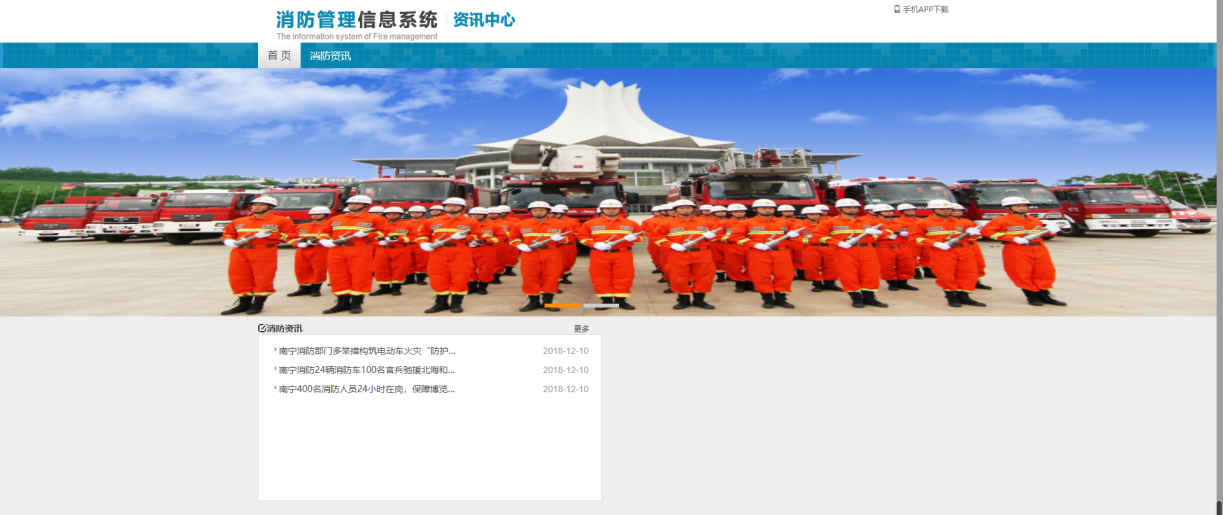 消防管理信息系统 资讯中心
The information system of Fire management
手机APP下载
首 页 消防资讯
消防资讯 更多
南宁消防部门多举措构筑电动车火灾“防护... 2018-12-10
南宁消防24辆消防车100名官兵驰援北海和... 2018-12-10
南宁400名消防人员24小时在岗，保障博览... 2018-12-10